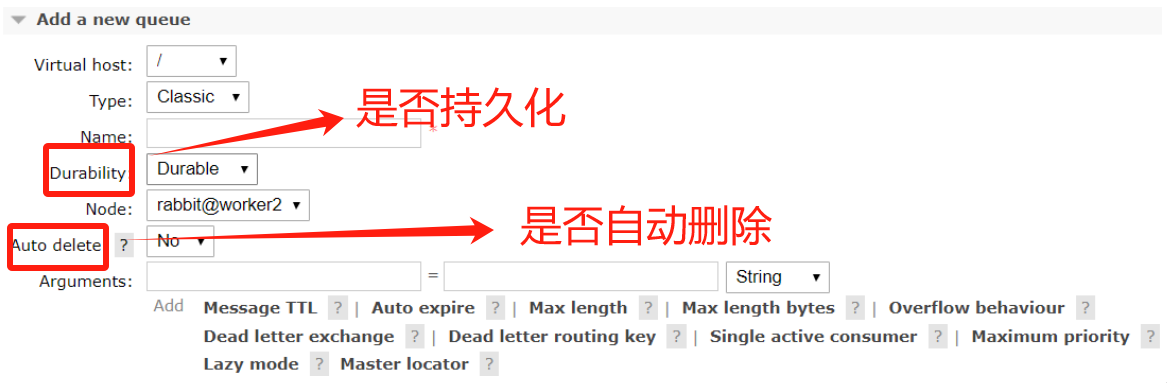 Add a new queue
Virtual host: /
Type: Classic
是否持久化
Name: *
Durability: Durable
Node: rabbit@worker2
是否自动删除
Auto delete ? No
Arguments: = String
Add Message TTL ? | Auto expire ? | Max length ? | Max length bytes ? | Overflow behaviour ?
Dead letter exchange ? | Dead letter routing key ? | Single active consumer ? | Maximum priority ?
Lazy mode ? Master locator ?